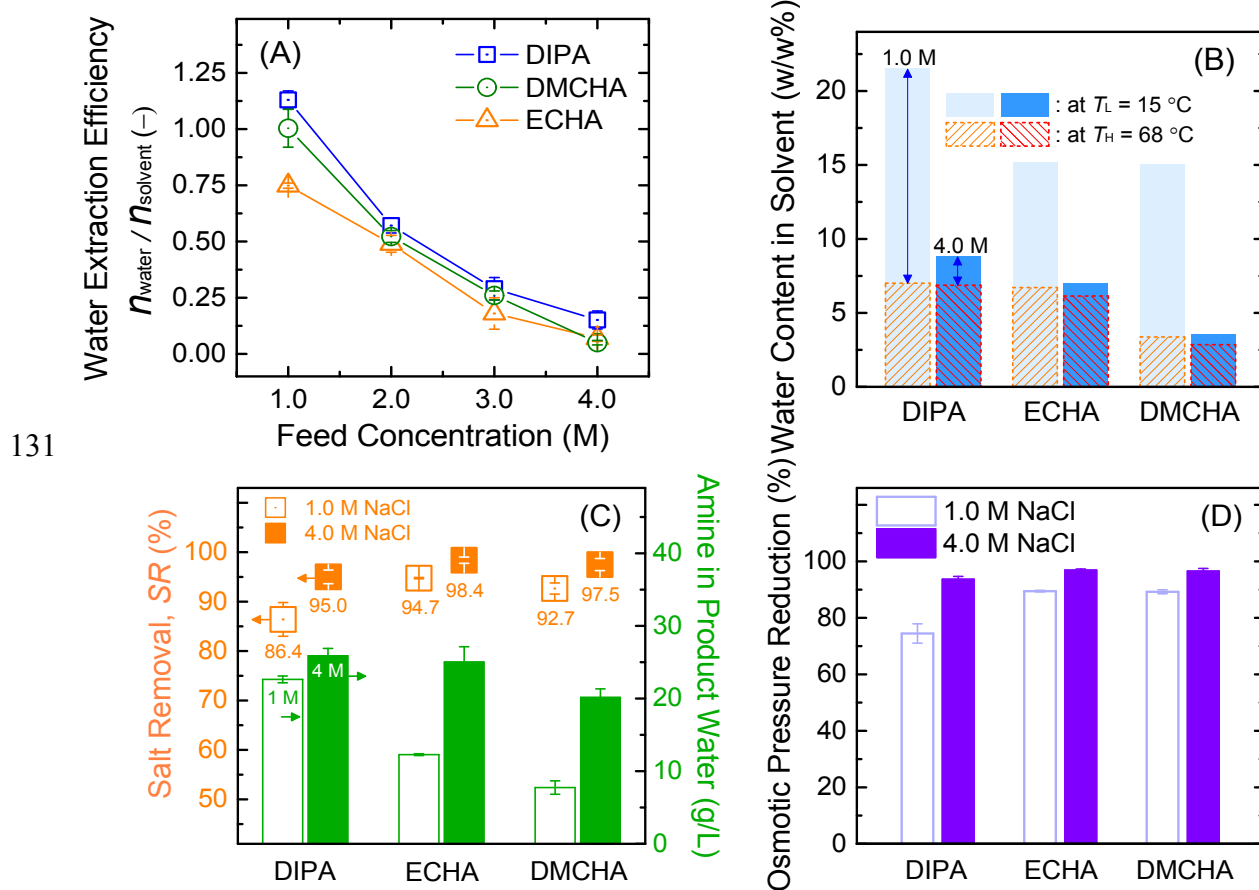 (A)
DIPA
DMCHA
ECHA
Water Extraction Efficiency
nwater / nsolvent (–)
1.25
1.00
0.75
0.50
0.25
0.00
1.0 2.0 3.0 4.0
Feed Concentration (M)
(B)
1.0 M
: at TL = 15 °C
: at TH = 68 °C
4.0 M
Water Content in Solvent (w/w%)
20
15
10
5
0
DIPA ECHA DMCHA
131
(C)
1.0 M NaCl
4.0 M NaCl
Salt Removal, SR (%)
100
90
80
70
60
50
86.4
95.0
94.7
98.4
92.7
97.5
1 M
4 M
Amine in Product Water (g/L)
40
30
20
10
0
DIPA ECHA DMCHA
(D)
1.0 M NaCl
4.0 M NaCl
Osmotic Pressure Reduction (%)
100
80
60
40
20
0
DIPA ECHA DMCHA